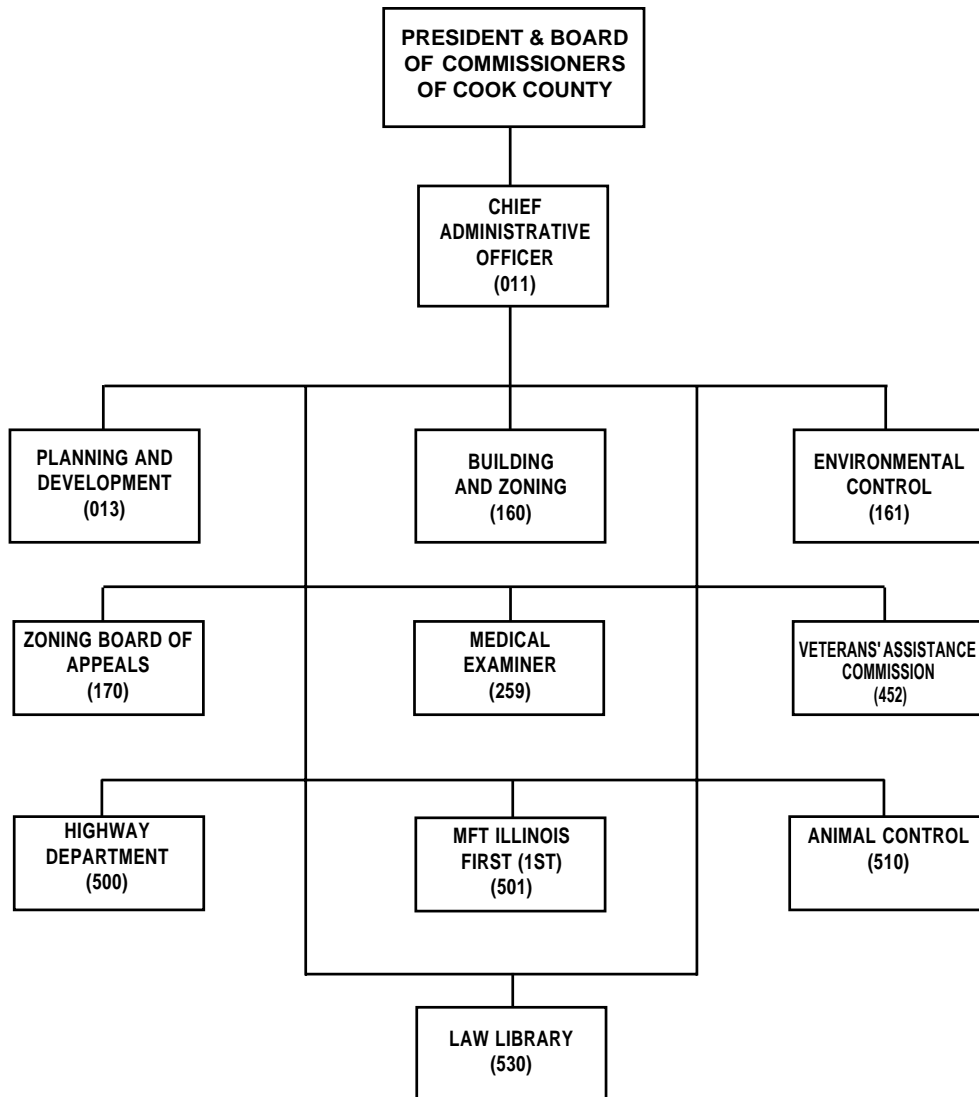 PRESIDENT & BOARD
OF COMMISSIONERS
OF COOK COUNTY
CHIEF
ADMINISTRATIVE
OFFICER
(011)
PLANNING AND
DEVELOPMENT
(013)
BUILDING
AND ZONING
(160)
ENVIRONMENTAL
CONTROL
(161)
ZONING BOARD OF
APPEALS
(170)
MEDICAL
EXAMINER
(259)
VETERANS' ASSISTANCE
COMMISSION
(452)
HIGHWAY
DEPARTMENT
(500)
MFT ILLINOIS
FIRST (1ST)
(501)
ANIMAL CONTROL
(510)
LAW LIBRARY
(530)